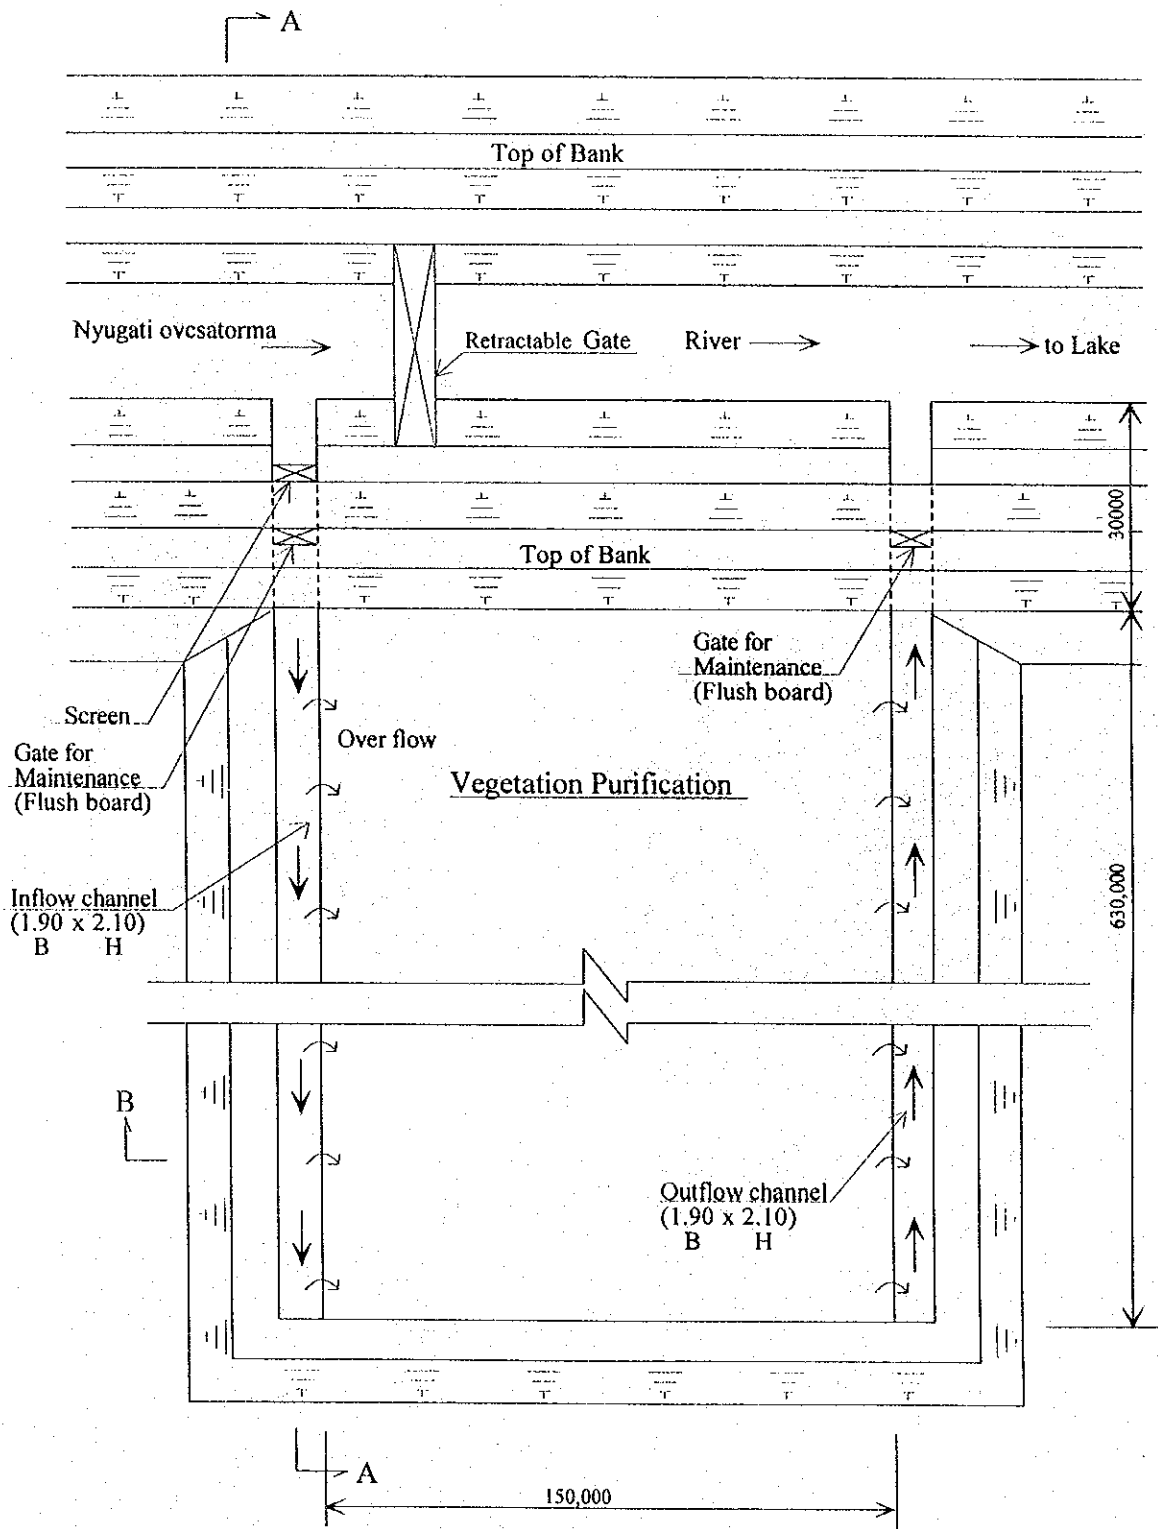 A
Top of Bank
Nyugati ovcsatorma
Retractable Gate
River
to Lake
30000
Top of Bank
Gate for
Maintenance
(Flush board)
Screen
Over flow
Gate for
Maintenance
(Flush board)
Vegetation Purification
630,000
Inflow channel
(1.90 x 2.10)
B H
B
Outflow channel
(1.90 x 2.10)
B H
A
150,000